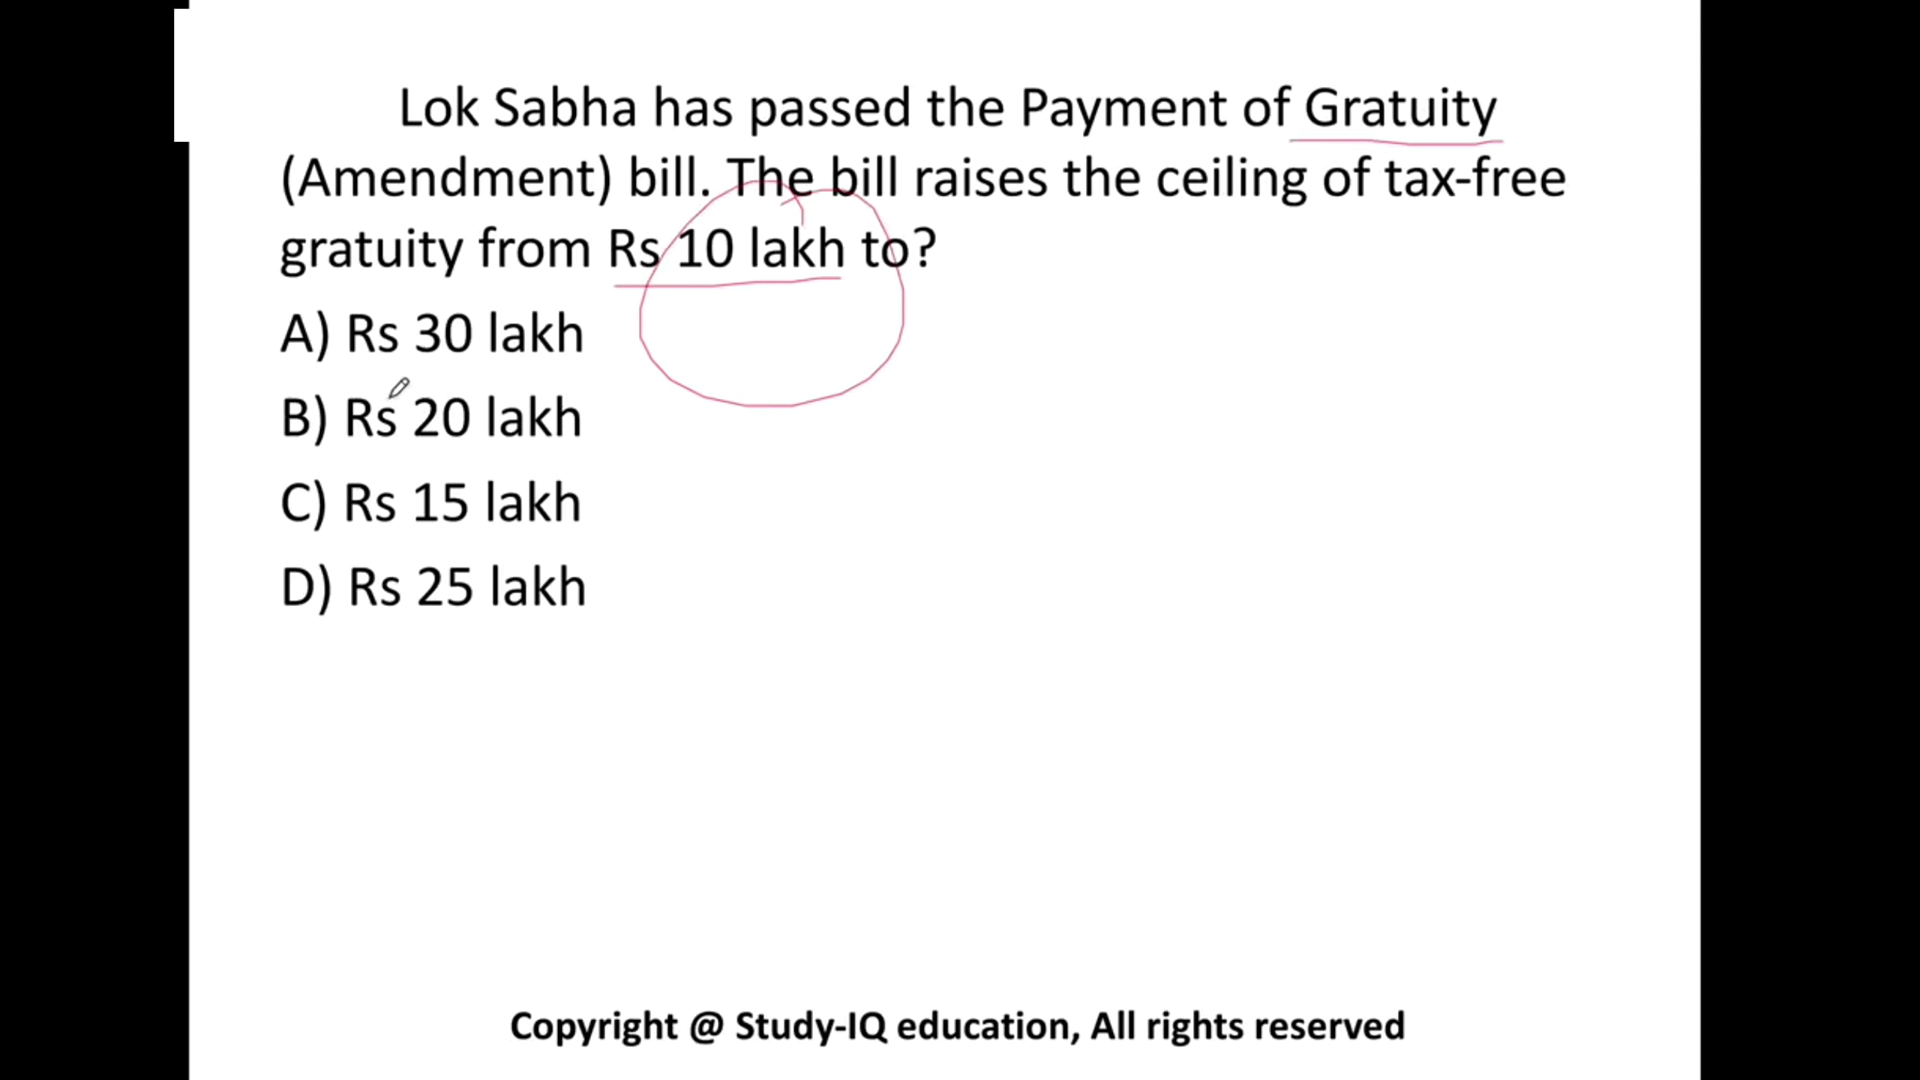 Lok Sabha has passed the Payment of Gratuity
(Amendment) bill. The bill raises the ceiling of tax-free
gratuity from Rs 10 lakh to?
A) Rs 30 lakh
B) Rs 20 lakh
C) Rs 15 lakh
D) Rs 25 lakh
Copyright @ Study-IQ education, All rights reserved